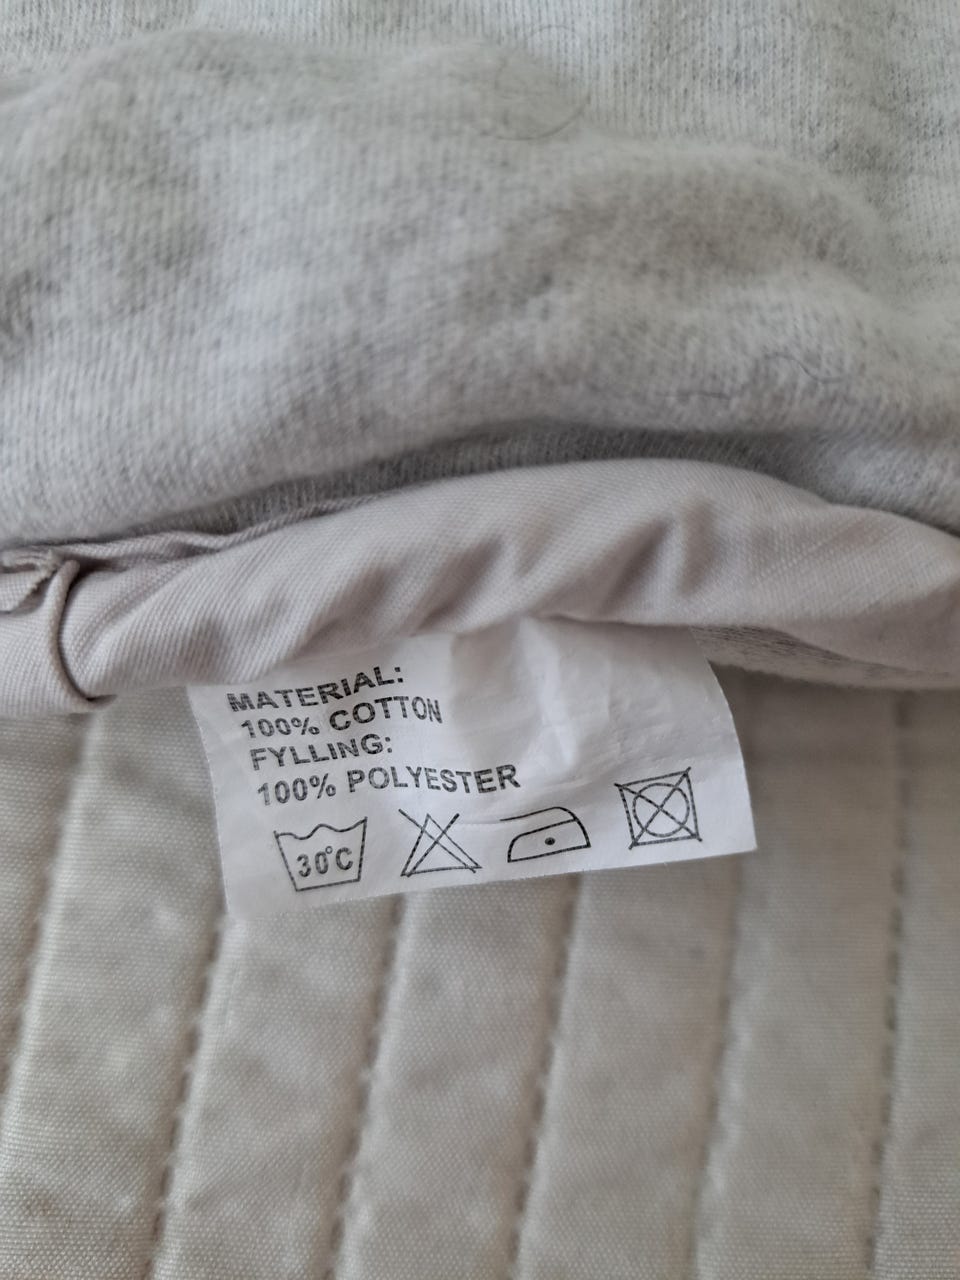 MATERIAL:
100% COTTON
FYLLING:
100% POLYESTER
30°C